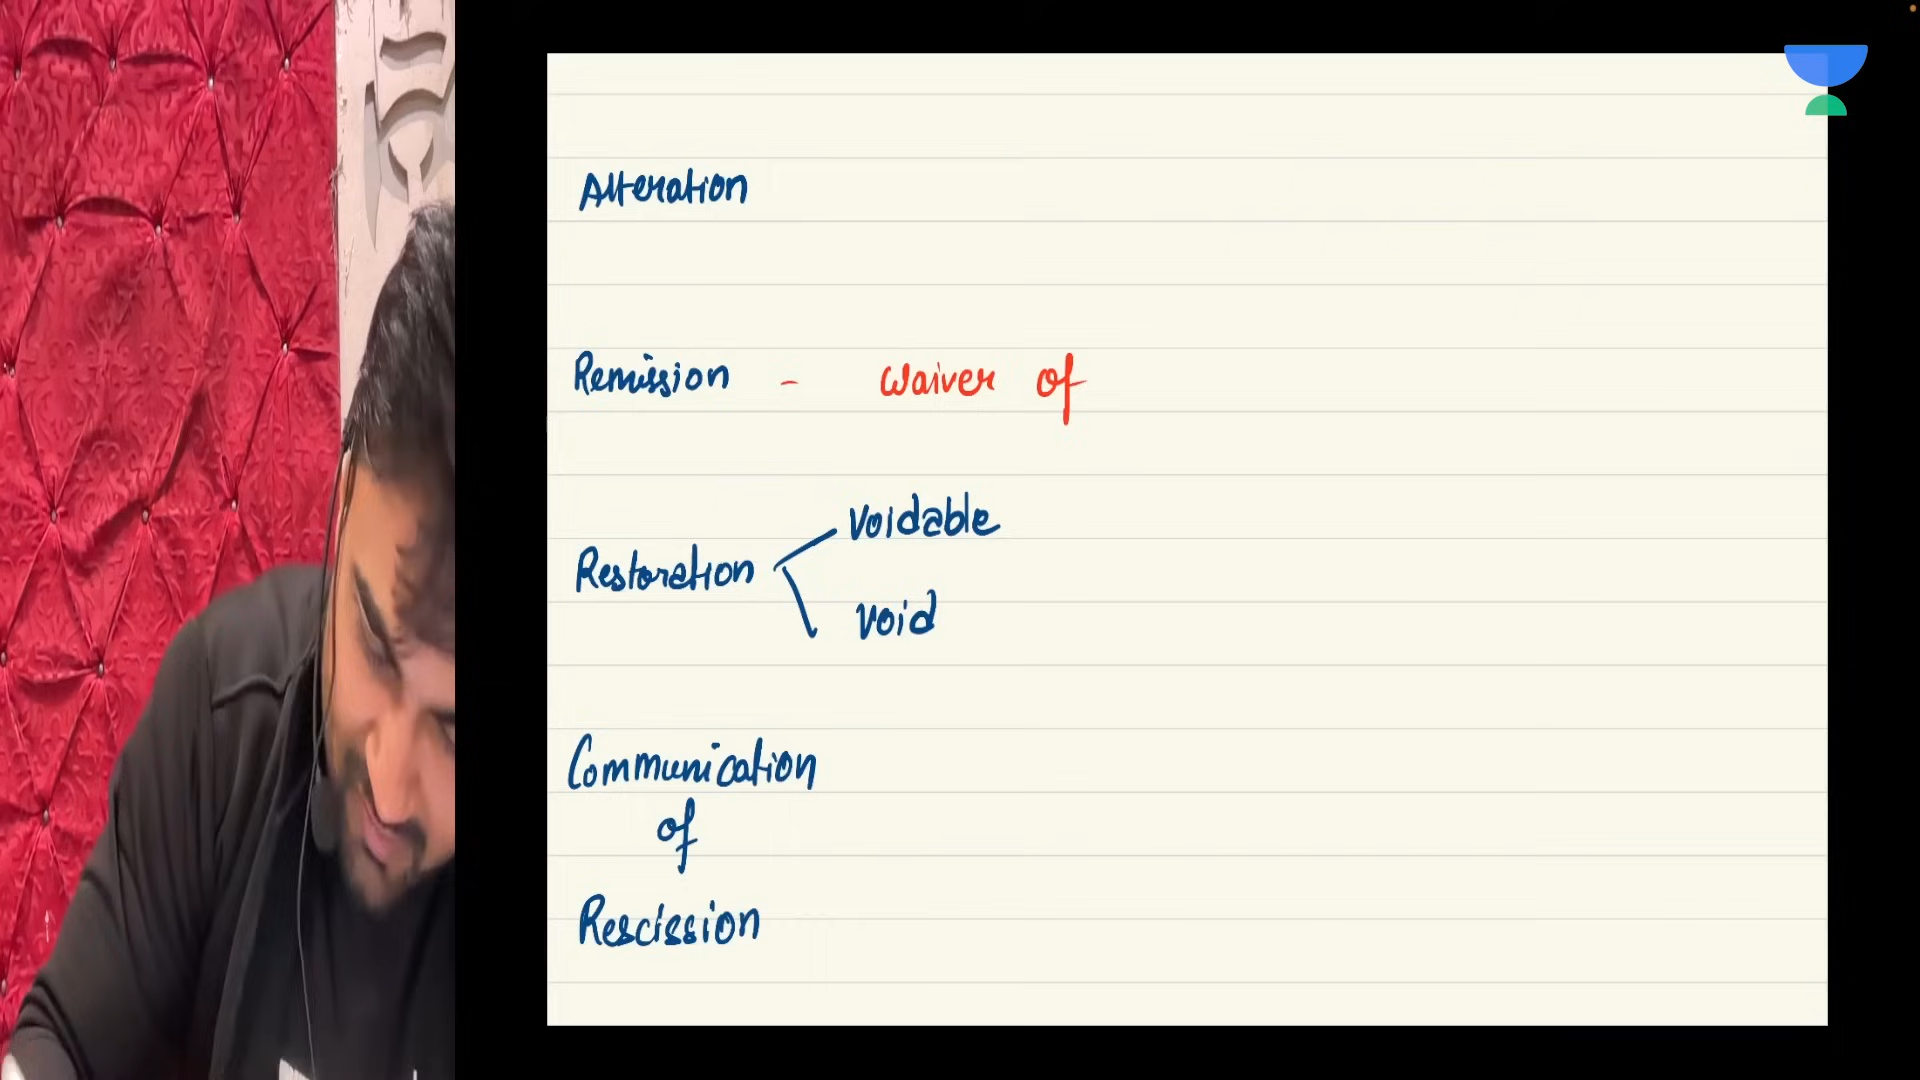 Alteration
Remission - Waiver of
Voidable
Restoration
Void
Communication
of
Rescission